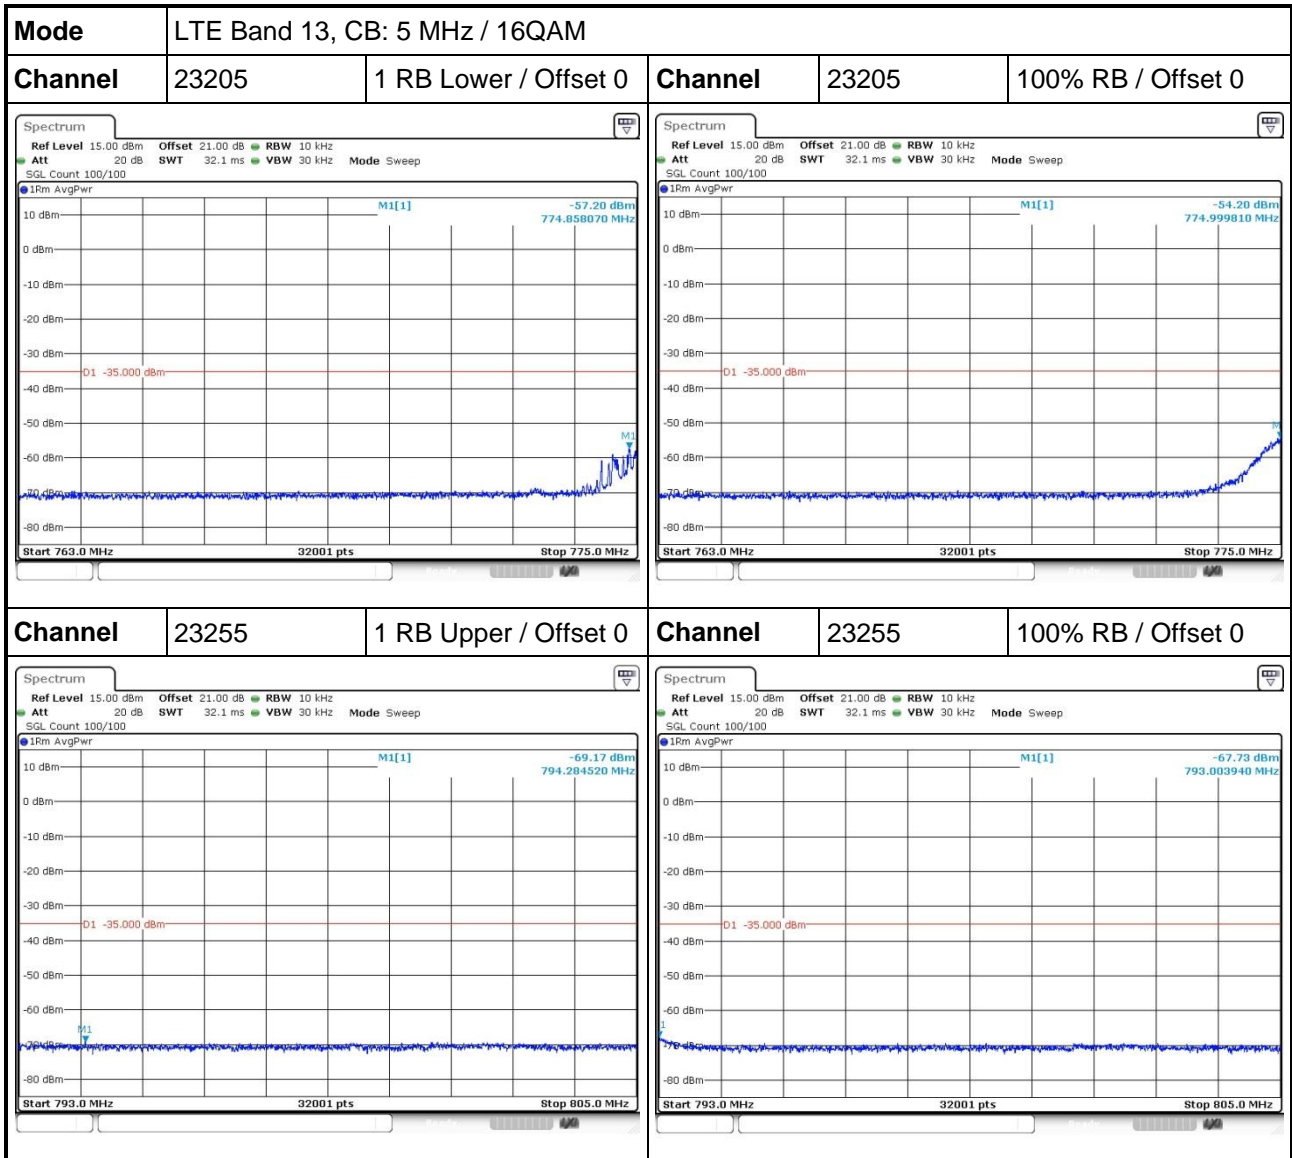 Mode LTE Band 13, CB: 5 MHz / 16QAM
Channel 23205 1 RB Lower / Offset 0 Channel 23205 100% RB / Offset 0
Spectrum
Ref Level 15.00 dBm Offset 21.00 dB RBW 10 kHz
Att 20 dB SWT 32.1 ms VBW 30 kHz Mode Sweep
SGL Count 100/100
1Rm AvgPwr
M1[1] -57.20 dBm
774.858070 MHz
10 dBm
0 dBm
-10 dBm
-20 dBm
-30 dBm
D1 -35.000 dBm
-40 dBm
-50 dBm
M1
-60 dBm
-70 dBm
-80 dBm
Start 763.0 MHz 32001 pts Stop 775.0 MHz
Spectrum
Ref Level 15.00 dBm Offset 21.00 dB RBW 10 kHz
Att 20 dB SWT 32.1 ms VBW 30 kHz Mode Sweep
SGL Count 100/100
1Rm AvgPwr
M1[1] -54.20 dBm
774.999810 MHz
10 dBm
0 dBm
-10 dBm
-20 dBm
-30 dBm
D1 -35.000 dBm
-40 dBm
-50 dBm
M
-60 dBm
-70 dBm
-80 dBm
Start 763.0 MHz 32001 pts Stop 775.0 MHz
Channel 23255 1 RB Upper / Offset 0 Channel 23255 100% RB / Offset 0
Spectrum
Ref Level 15.00 dBm Offset 21.00 dB RBW 10 kHz
Att 20 dB SWT 32.1 ms VBW 30 kHz Mode Sweep
SGL Count 100/100
1Rm AvgPwr
M1[1] -69.17 dBm
794.284520 MHz
10 dBm
0 dBm
-10 dBm
-20 dBm
-30 dBm
D1 -35.000 dBm
-40 dBm
-50 dBm
-60 dBm
M1
-70 dBm
-80 dBm
Start 793.0 MHz 32001 pts Stop 805.0 MHz
Spectrum
Ref Level 15.00 dBm Offset 21.00 dB RBW 10 kHz
Att 20 dB SWT 32.1 ms VBW 30 kHz Mode Sweep
SGL Count 100/100
1Rm AvgPwr
M1[1] -67.73 dBm
793.003940 MHz
10 dBm
0 dBm
-10 dBm
-20 dBm
-30 dBm
D1 -35.000 dBm
-40 dBm
-50 dBm
-60 dBm
1
-70 dBm
-80 dBm
Start 793.0 MHz 32001 pts Stop 805.0 MHz